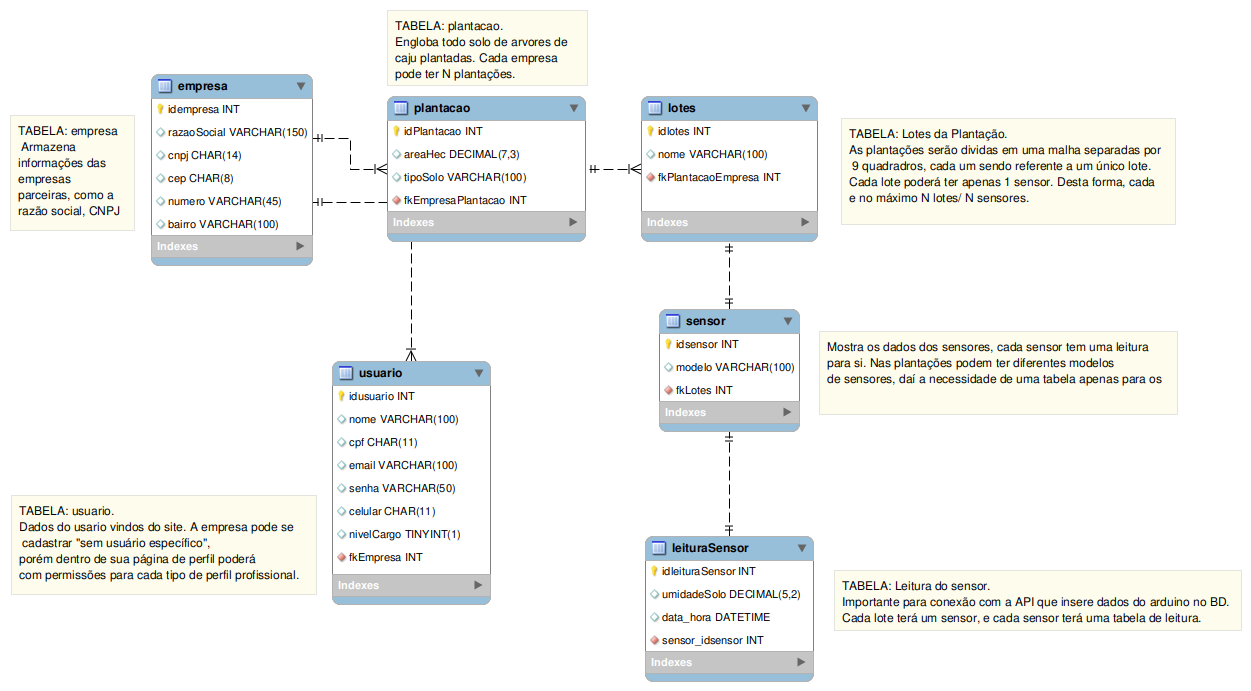 TABELA: plantacao.
Engloba todo solo de arvores de
caju plantadas. Cada empresa
pode ter N plantações.
empresa
idempresa INT
razaoSocial VARCHAR(150)
cnpj CHAR(14)
cep CHAR(8)
numero VARCHAR(45)
bairro VARCHAR(100)
Indexes
plantacao
idPlantacao INT
areaHec DECIMAL(7,3)
tipoSolo VARCHAR(100)
fkEmpresaPlantacao INT
Indexes
lotes
idlotes INT
nome VARCHAR(100)
fkPlantacaoEmpresa INT
Indexes
TABELA: empresa
Armazena
informações das
empresas
parceiras, como a
razão social, CNPJ
TABELA: Lotes da Plantação.
As plantações serão dividas em uma malha separadas por
9 quadros, cada um sendo referente a um único lote.
Cada lote poderá ter apenas 1 sensor. Desta forma, cada
e no máximo N lotes/ N sensores.
sensor
idsensor INT
modelo VARCHAR(100)
fkLotes INT
Indexes
Mostra os dados dos sensores, cada sensor tem uma leitura
para si. Nas plantações podem ter diferentes modelos
de sensores, daí a necessidade de uma tabela apenas para os
usuario
idusuario INT
nome VARCHAR(100)
cpf CHAR(11)
email VARCHAR(100)
senha VARCHAR(50)
celular CHAR(11)
nivelCargo TINYINT(1)
fkEmpresa INT
Indexes
TABELA: usuario.
Dados do usario vindos do site. A empresa pode se
cadastrar "sem usuário específico",
porém dentro de sua página de perfil poderá
com permissões para cada tipo de perfil profissional.
leituraSensor
idleituraSensor INT
umidadeSolo DECIMAL(5,2)
data_hora DATETIME
sensor_idsensor INT
Indexes
TABELA: Leitura do sensor.
Importante para conexão com a API que insere dados do arduino no BD.
Cada lote terá um sensor, e cada sensor terá uma tabela de leitura.